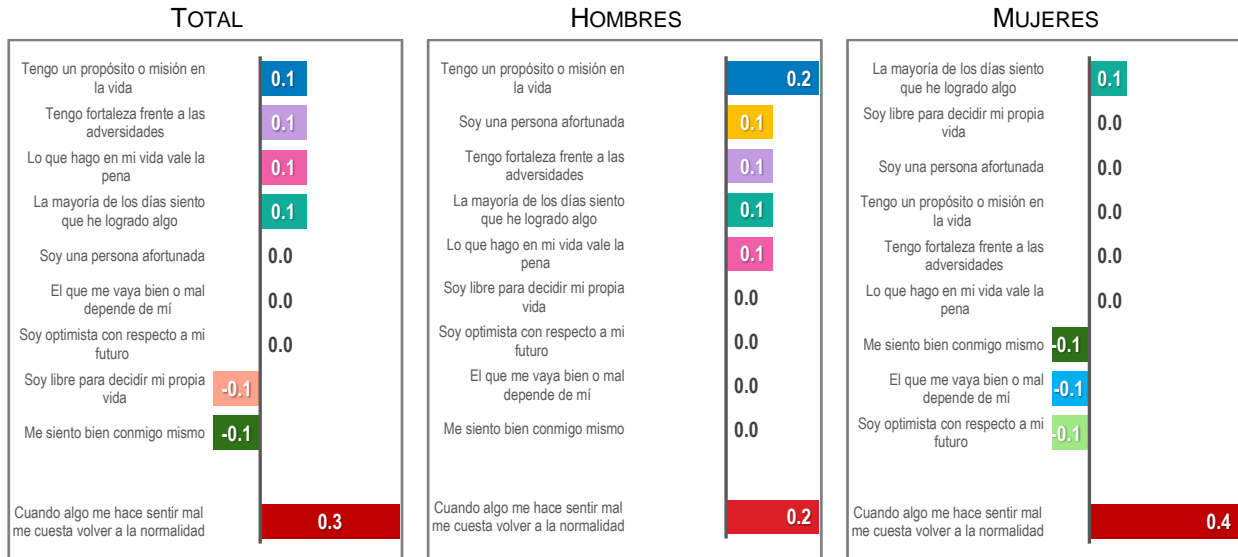 TOTAL
Tengo un propósito o misión en
la vida
0.1
Tengo fortaleza frente a las
adversidades
0.1
Lo que hago en mi vida vale la
pena
0.1
La mayoría de los días siento
que he logrado algo
0.1
Soy una persona afortunada
0.0
El que me vaya bien o mal
depende de mí
0.0
Soy optimista con respecto a mi
futuro
0.0
Soy libre para decidir mi propia
vida
-0.1
Me siento bien conmigo mismo
-0.1
Cuando algo me hace sentir mal
me cuesta volver a la normalidad
0.3
HOMBRES
Tengo un propósito o misión en
la vida
0.2
Soy una persona afortunada
0.1
Tengo fortaleza frente a las
adversidades
0.1
La mayoría de los días siento
que he logrado algo
0.1
Lo que hago en mi vida vale la
pena
0.1
Soy libre para decidir mi propia
vida
0.0
Soy optimista con respecto a mi
futuro
0.0
El que me vaya bien o mal
depende de mí
0.0
Me siento bien conmigo mismo
0.0
Cuando algo me hace sentir mal
me cuesta volver a la normalidad
0.2
MUJERES
La mayoría de los días siento
que he logrado algo
0.1
Soy libre para decidir mi propia
vida
0.0
Soy una persona afortunada
0.0
Tengo un propósito o misión en
la vida
0.0
Tengo fortaleza frente a las
adversidades
0.0
Lo que hago en mi vida vale la
pena
0.0
Me siento bien conmigo mismo
-0.1
El que me vaya bien o mal
depende de mí
-0.1
Soy optimista con respecto a mi
futuro
-0.1
Cuando algo me hace sentir mal
me cuesta volver a la normalidad
0.4